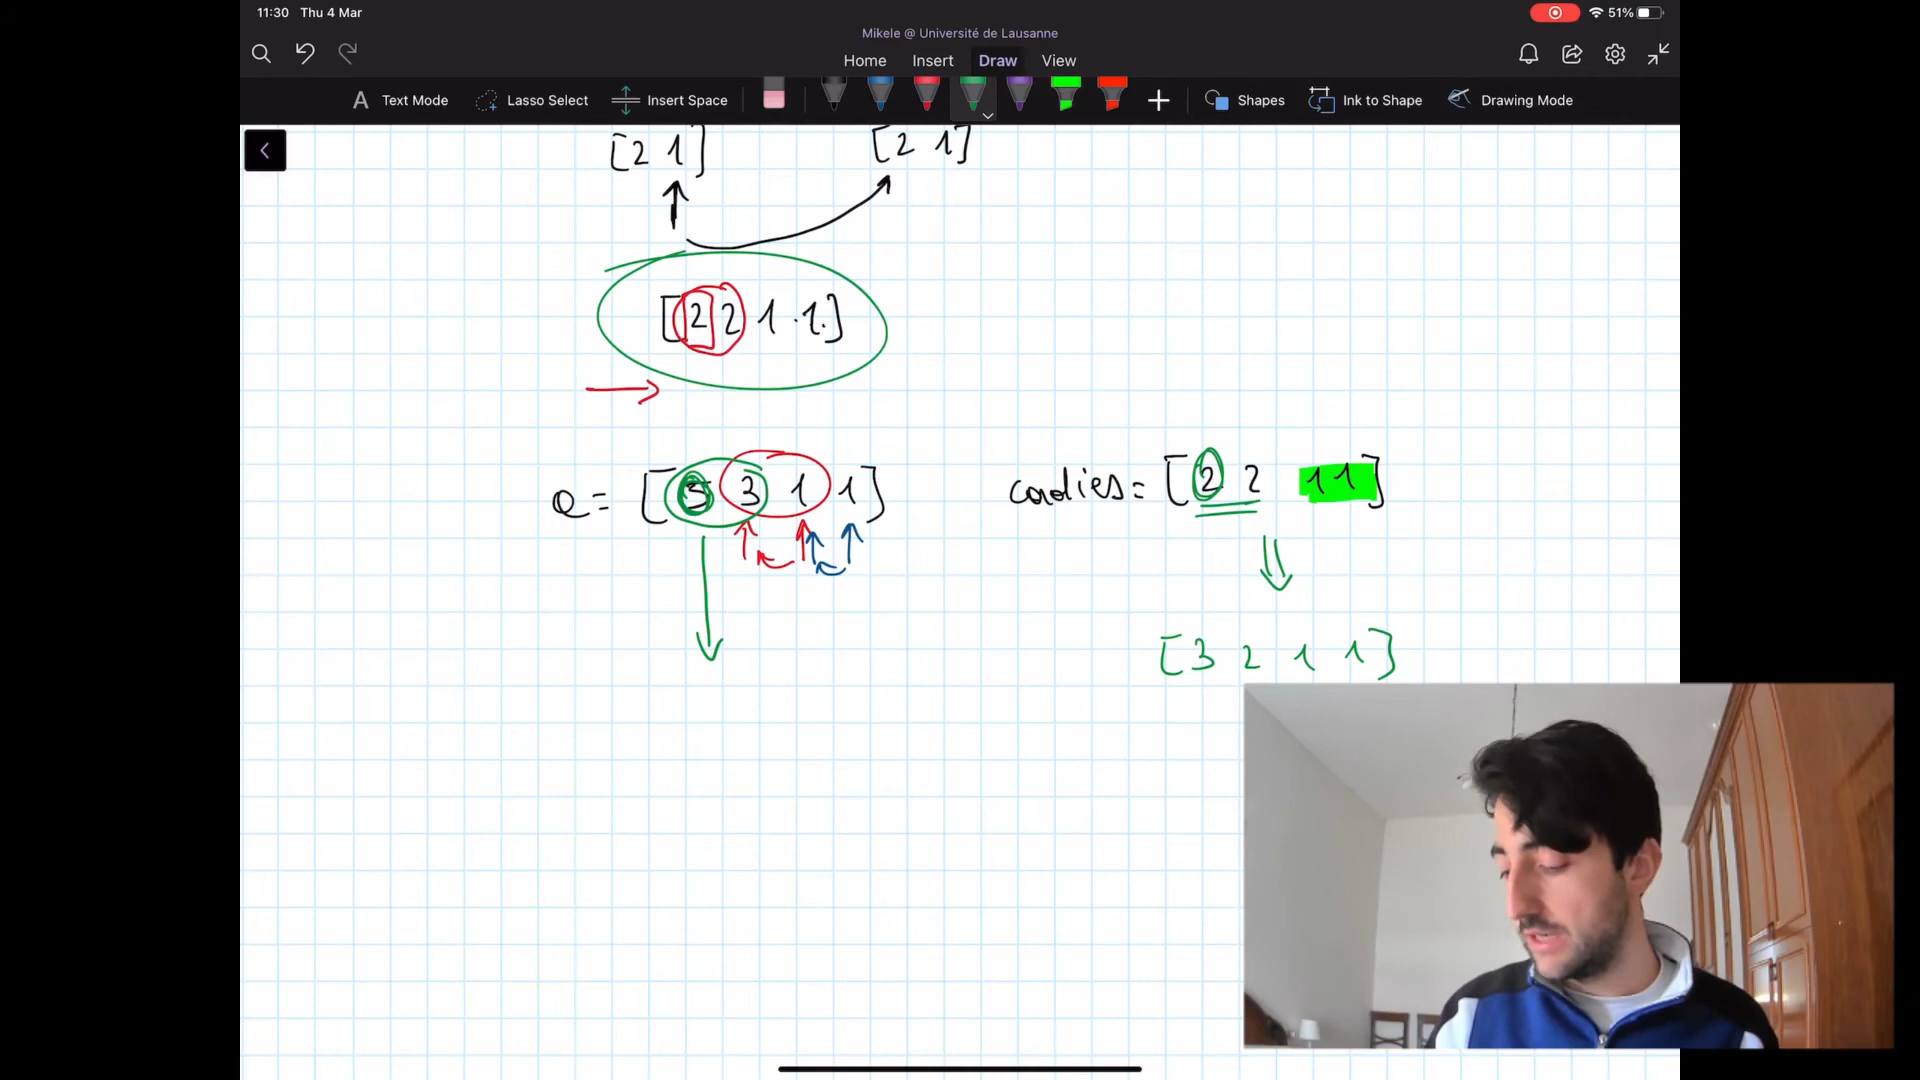 11:30 Thu 4 Mar
51%
Mikele @ Université de Lausanne
Home Insert Draw View
A Text Mode Lasso Select Insert Space Shapes Ink to Shape Drawing Mode
[2 1] [2 1]
[2 2 1 . 1.]
= [ 3 1 1] = [2 2 1 1]
[3 2 1 1]